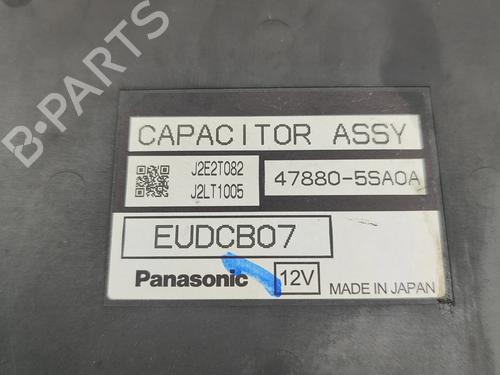 B-PARTS
CAPACITOR ASSY
J2E2T082
J2LT1005
47880-5SA0A
EUDCB07
Panasonic 12V MADE IN JAPAN